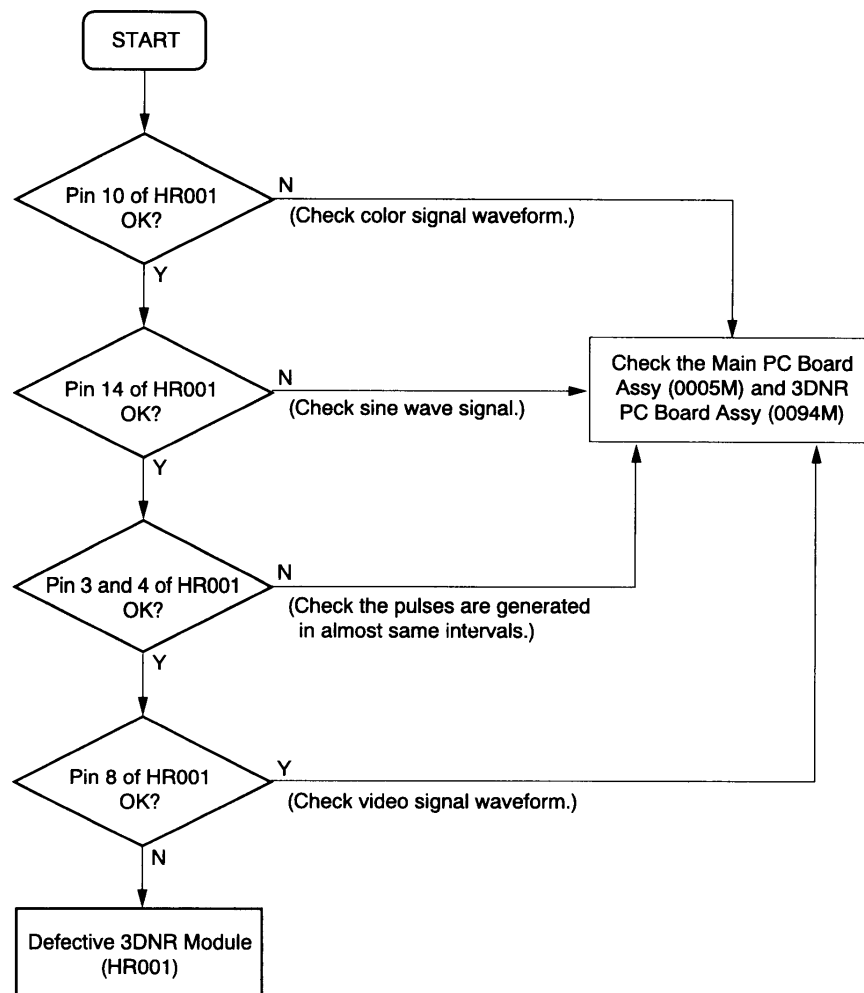 START
Pin 10 of HR001
OK?
N
(Check color signal waveform.)
Y
Pin 14 of HR001
OK?
N
(Check sine wave signal.)
Check the Main PC Board
Assy (0005M) and 3DNR
PC Board Assy (0094M)
Y
Pin 3 and 4 of HR001
OK?
N
(Check the pulses are generated
in almost same intervals.)
Y
Pin 8 of HR001
OK?
Y
(Check video signal waveform.)
N
Defective 3DNR Module
(HR001)